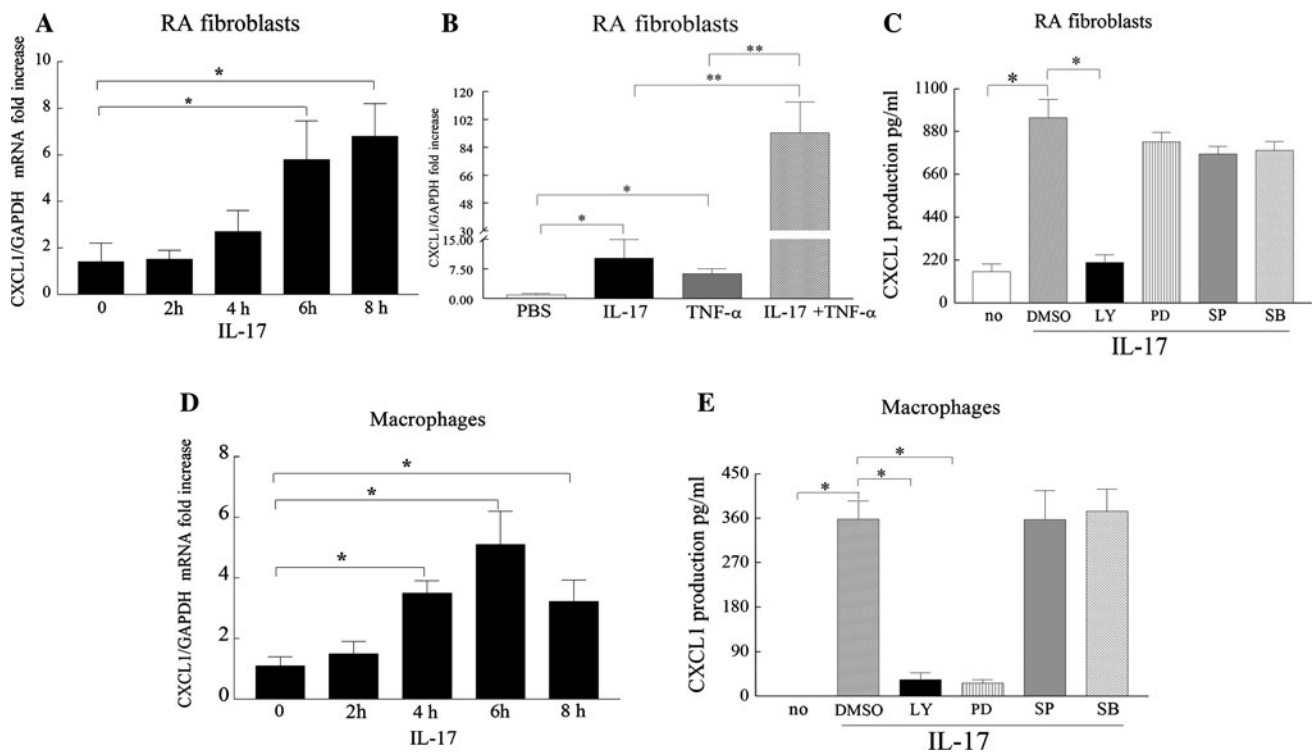 A
RA fibroblasts
CXCL1/GAPDH mRNA fold increase
10
8
6
4
2
0
*
*
0 2h 4 h 6h 8 h
IL-17
B
RA fibroblasts
CXCL1/GAPDH fold increase
120
102
84
66
48
30
15.00
7.50
0.00
**
**
*
*
PBS IL-17 TNF-α IL-17 +TNF-α
C
RA fibroblasts
CXCL1 production pg/ml
1100
880
660
440
220
0
* *
no DMSO LY PD SP SB
IL-17
D
Macrophages
CXCL1/GAPDH mRNA fold increase
8
6
4
2
0
*
*
*
0 2h 4 h 6h 8 h
IL-17
E
Macrophages
CXCL1 production pg/ml
450
360
270
180
90
0
*
* *
no DMSO LY PD SP SB
IL-17